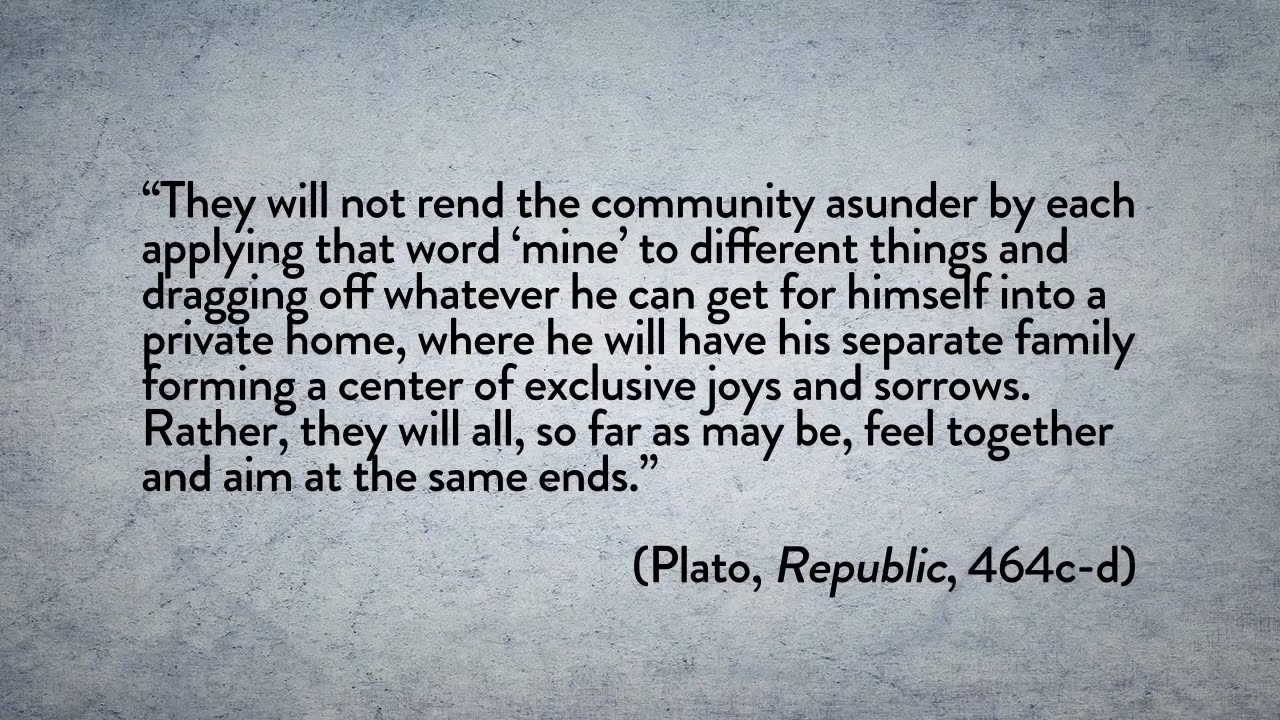 “They will not rend the community asunder by each
applying that word ‘mine’ to different things and
dragging off whatever he can get for himself into a
private home, where he will have his separate family
forming a center of exclusive joys and sorrows.
Rather, they will all, so far as may be, feel together
and aim at the same ends.”
(Plato, Republic, 464c-d)